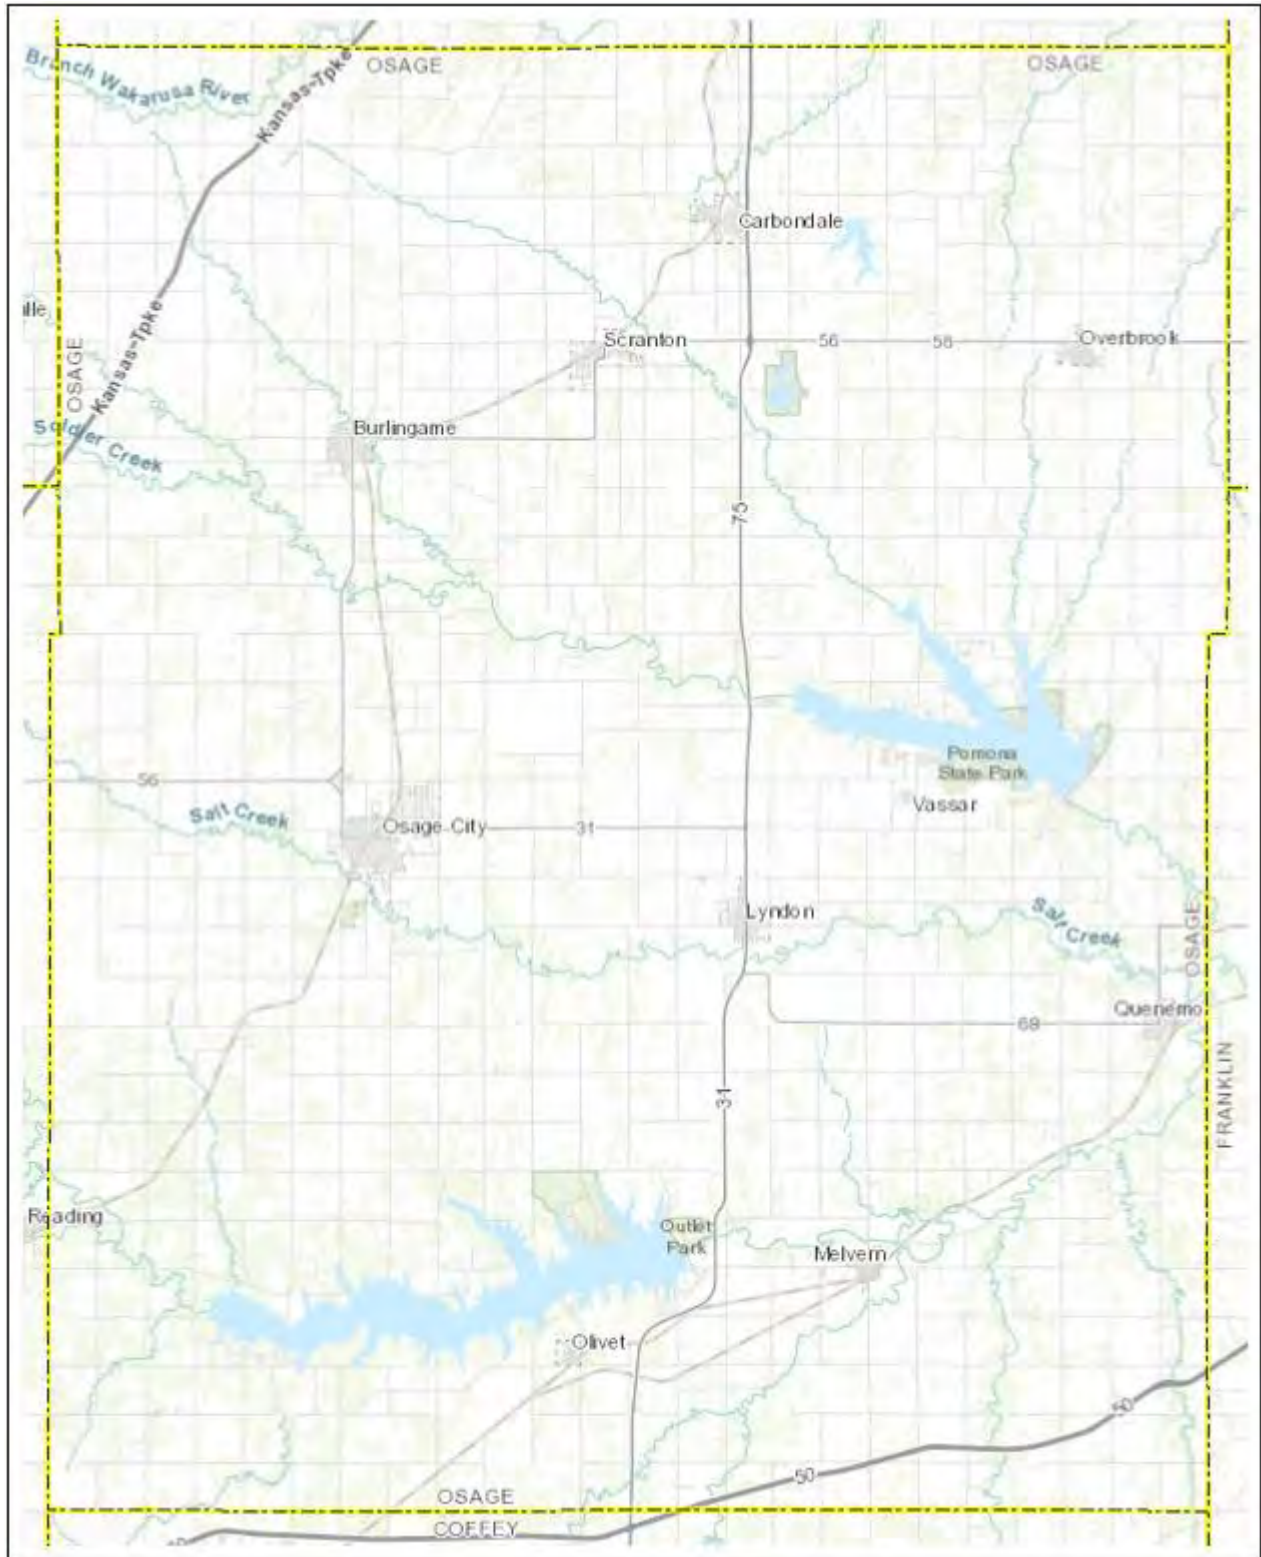 OSAGE
OSAGE
Branch Wakarusa River
Kansas-Tpke
Carbondale
ille
Scranton
56
56
Overbrook
OSAGE
Kansas-Tpke
Burlingame
Soldier Creek
75
Pomona
State Park
56
Vassar
Salt Creek
Osage City
31
Lyndon
Salt Creek
OSAGE
Quenemo
68
31
FRANKLIN
Reading
Outlet
Park
Melvern
Olivet
50
50
OSAGE
COFFEY